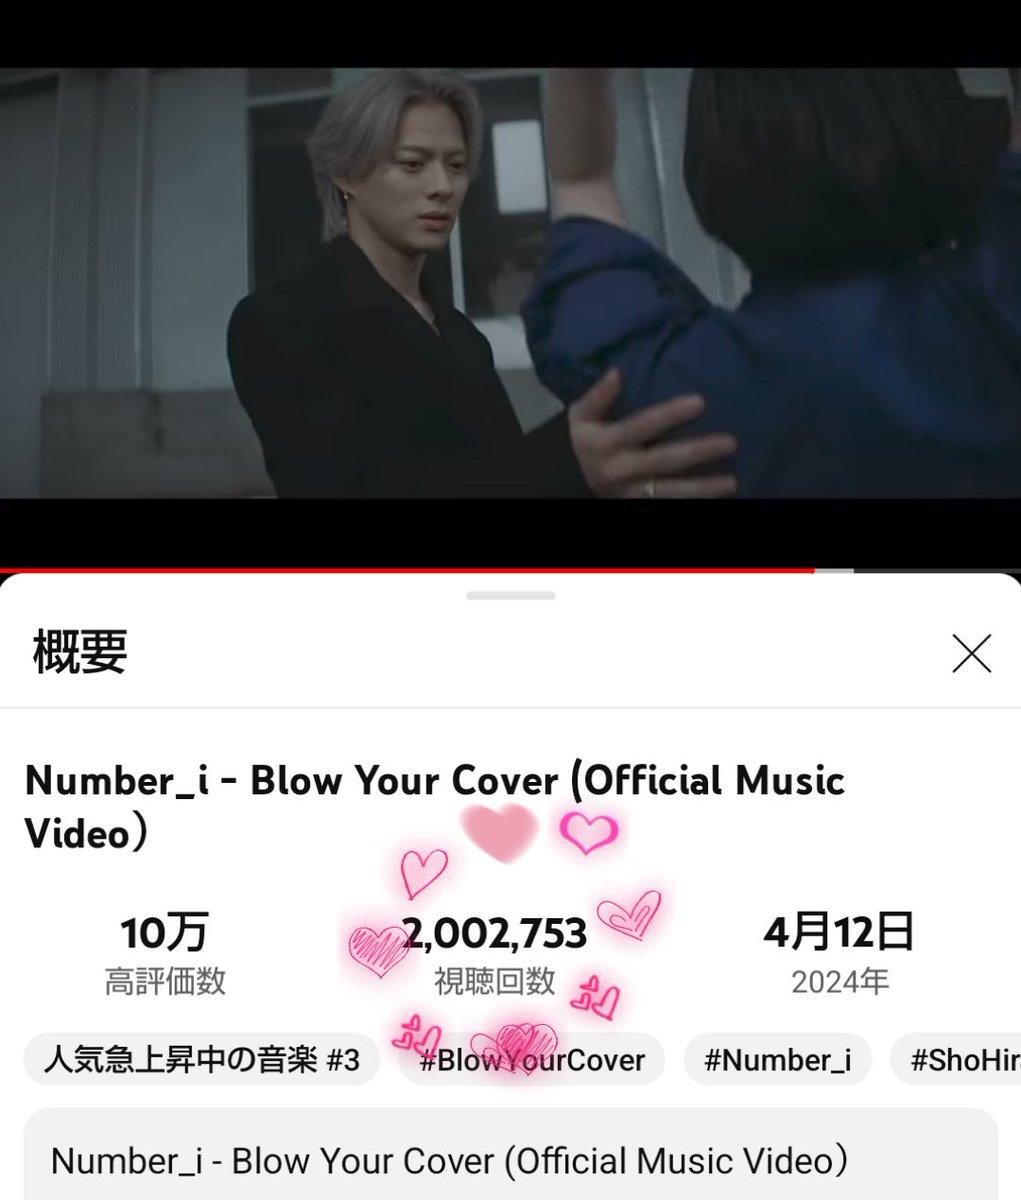 概要
Number_i - Blow Your Cover (Official Music
Video）
10万
2,002,753
4月12日
高評価数
視聴回数
2024年
人気急上昇中の音楽 #3
#BlowYourCover
#Number_i
#ShoHir
Number_i - Blow Your Cover (Official Music Video）